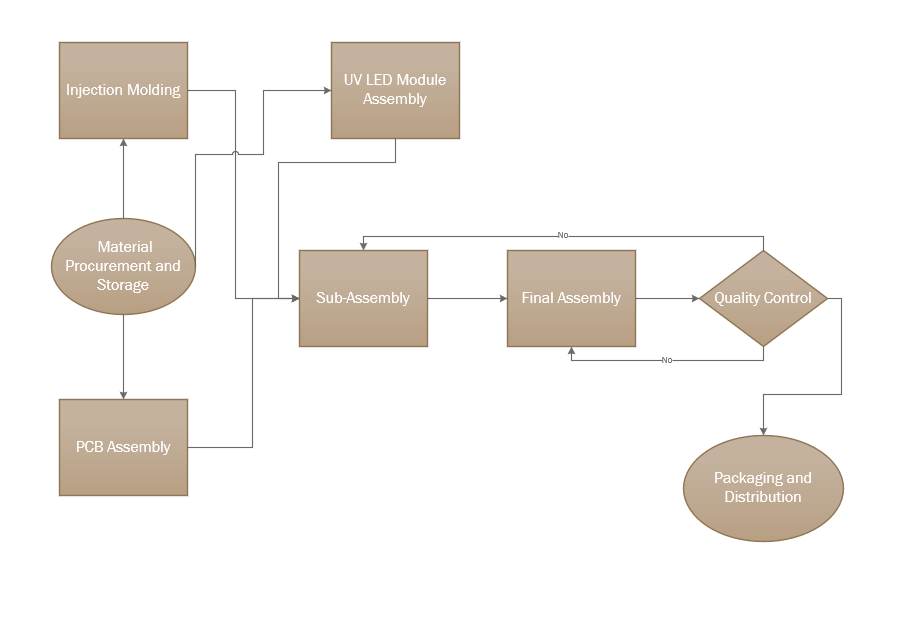 Injection Molding
UV LED Module
Assembly
Material
Procurement and
Storage
No
Sub-Assembly
Final Assembly
Quality Control
No
PCB Assembly
Packaging and
Distribution